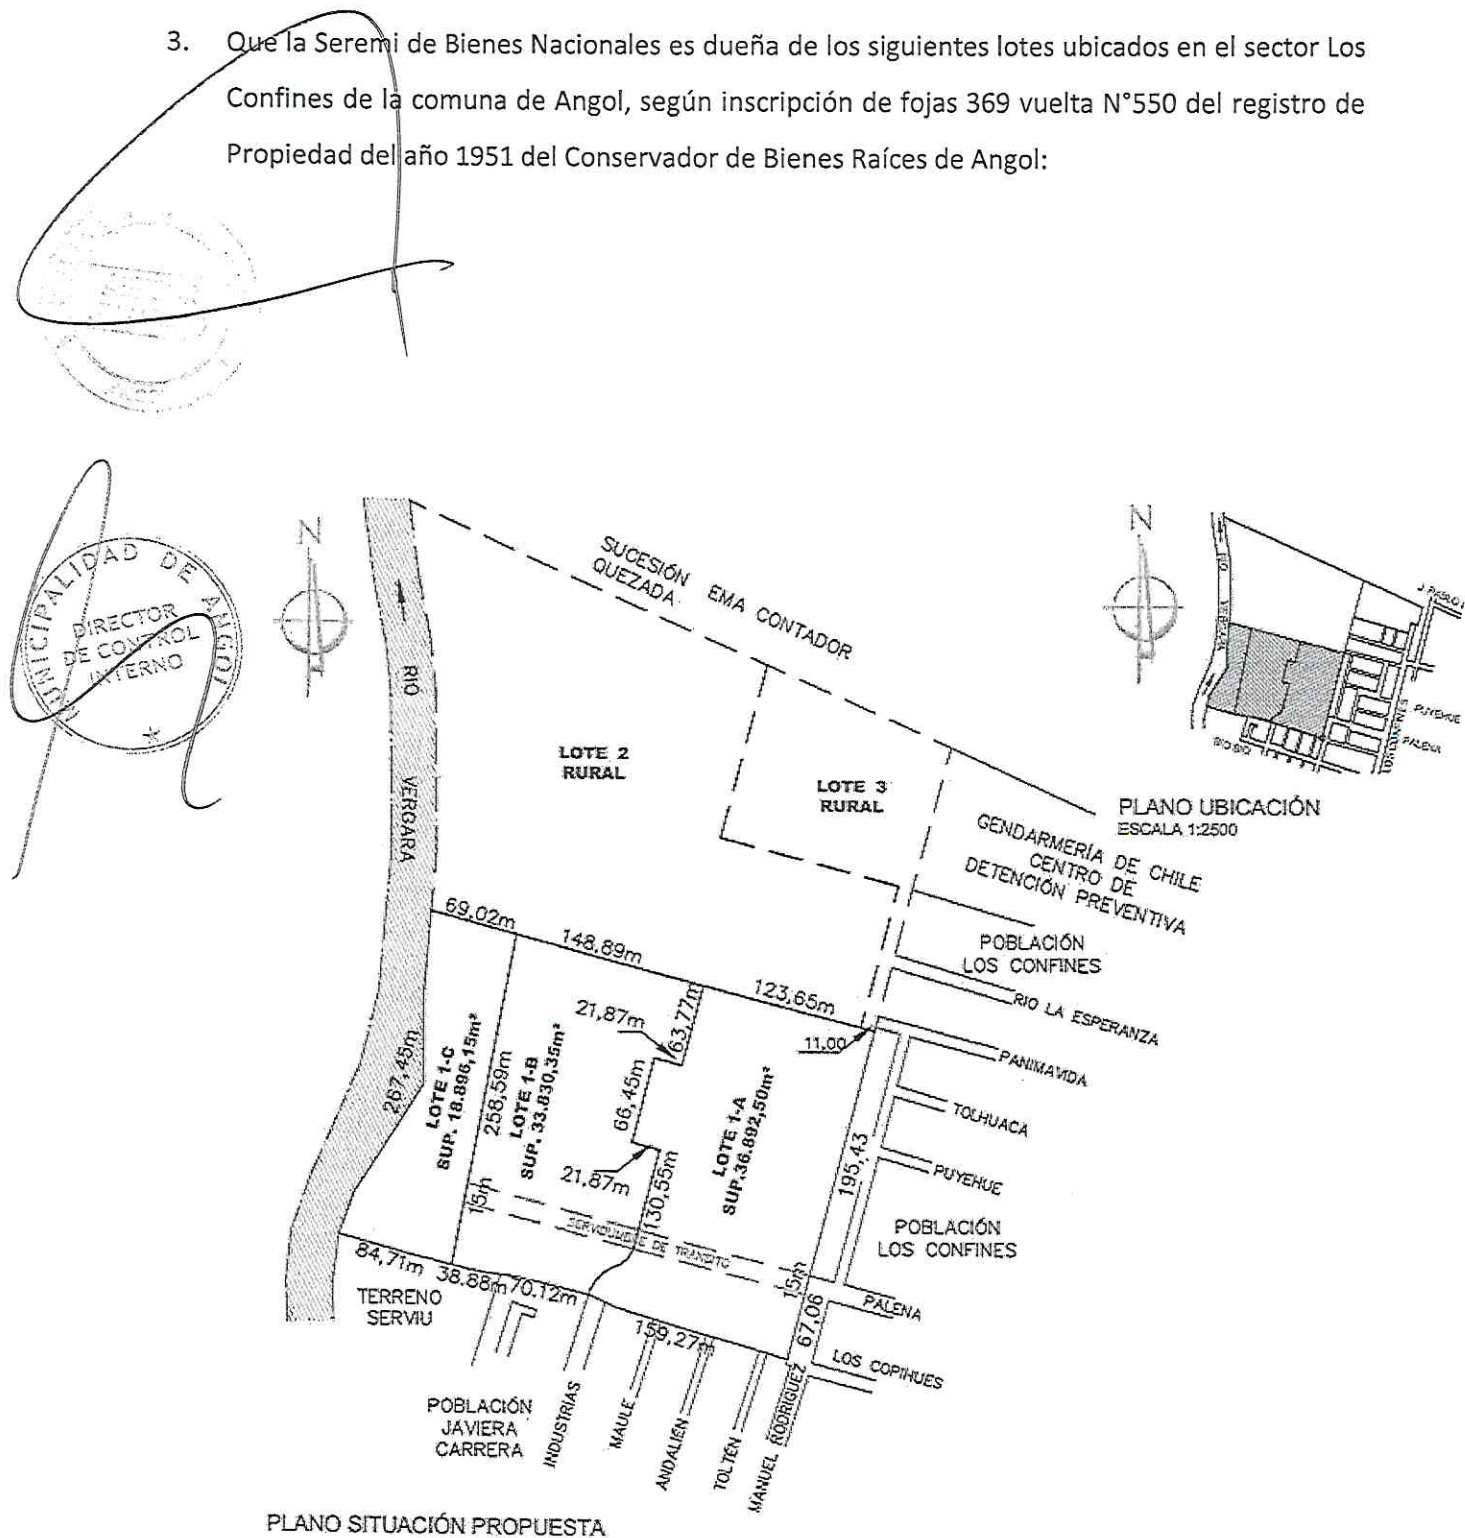 3. Que la Seremi de Bienes Nacionales es dueña de los siguientes lotes ubicados en el sector Los
Confines de la comuna de Angol, según inscripción de fojas 369 vuelta N°550 del registro de
Propiedad del año 1951 del Conservador de Bienes Raíces de Angol:
MUNICIPALIDAD DE ANGOL
DIRECTOR
DE CONTROL
INTERNO
N
SUCESIÓN EMA CONTADOR
QUEZADA
N
RIO VERGARA
PUYEHUE
PALENA
BIO-BIO
PLANO UBICACIÓN
ESCALA 1:2500
RIO
VERGARA
LOTE 2
RURAL
LOTE 3
RURAL
GENDARMERÍA DE CHILE
CENTRO DE
DETENCIÓN PREVENTIVA
POBLACIÓN
LOS CONFINES
RIO LA ESPERANZA
PANIMAVIDA
TOLHUACA
PUYEHUE
POBLACIÓN
LOS CONFINES
PALENA
LOS COPIHUES
69,02m
148,89m
123,65m
11.00
21,87m
63,77m
66,45m
21,87m
130,55m
267,45m
LOTE 1-C
SUP. 18.896,15m²
258,59m
LOTE 1-B
SUP. 33.830,35m²
LOTE 1-A
SUP.36.892,50m²
195,43
15m
SERVIDUMBRE DE TRANSITO
15m
67,06
84,71m
38.88m
70.12m
159,27m
TERRENO
SERVIU
POBLACIÓN
JAVIERA
CARRERA
INDUSTRIAS
MAULE
ANDALIEN
TOLTEN
MANUEL RODRIGUEZ
PLANO SITUACIÓN PROPUESTA